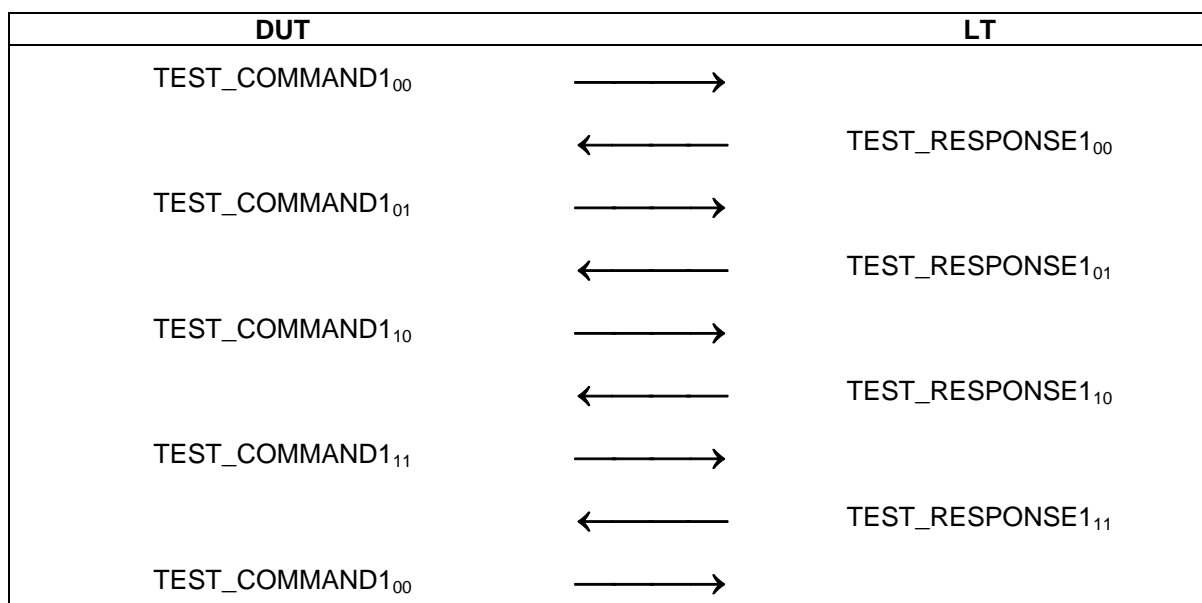 DUT LT
TEST_COMMAND1₀₀
TEST_RESPONSE1₀₀
TEST_COMMAND1₀₁
TEST_RESPONSE1₀₁
TEST_COMMAND1₁₀
TEST_RESPONSE1₁₀
TEST_COMMAND1₁₁
TEST_RESPONSE1₁₁
TEST_COMMAND1₀₀